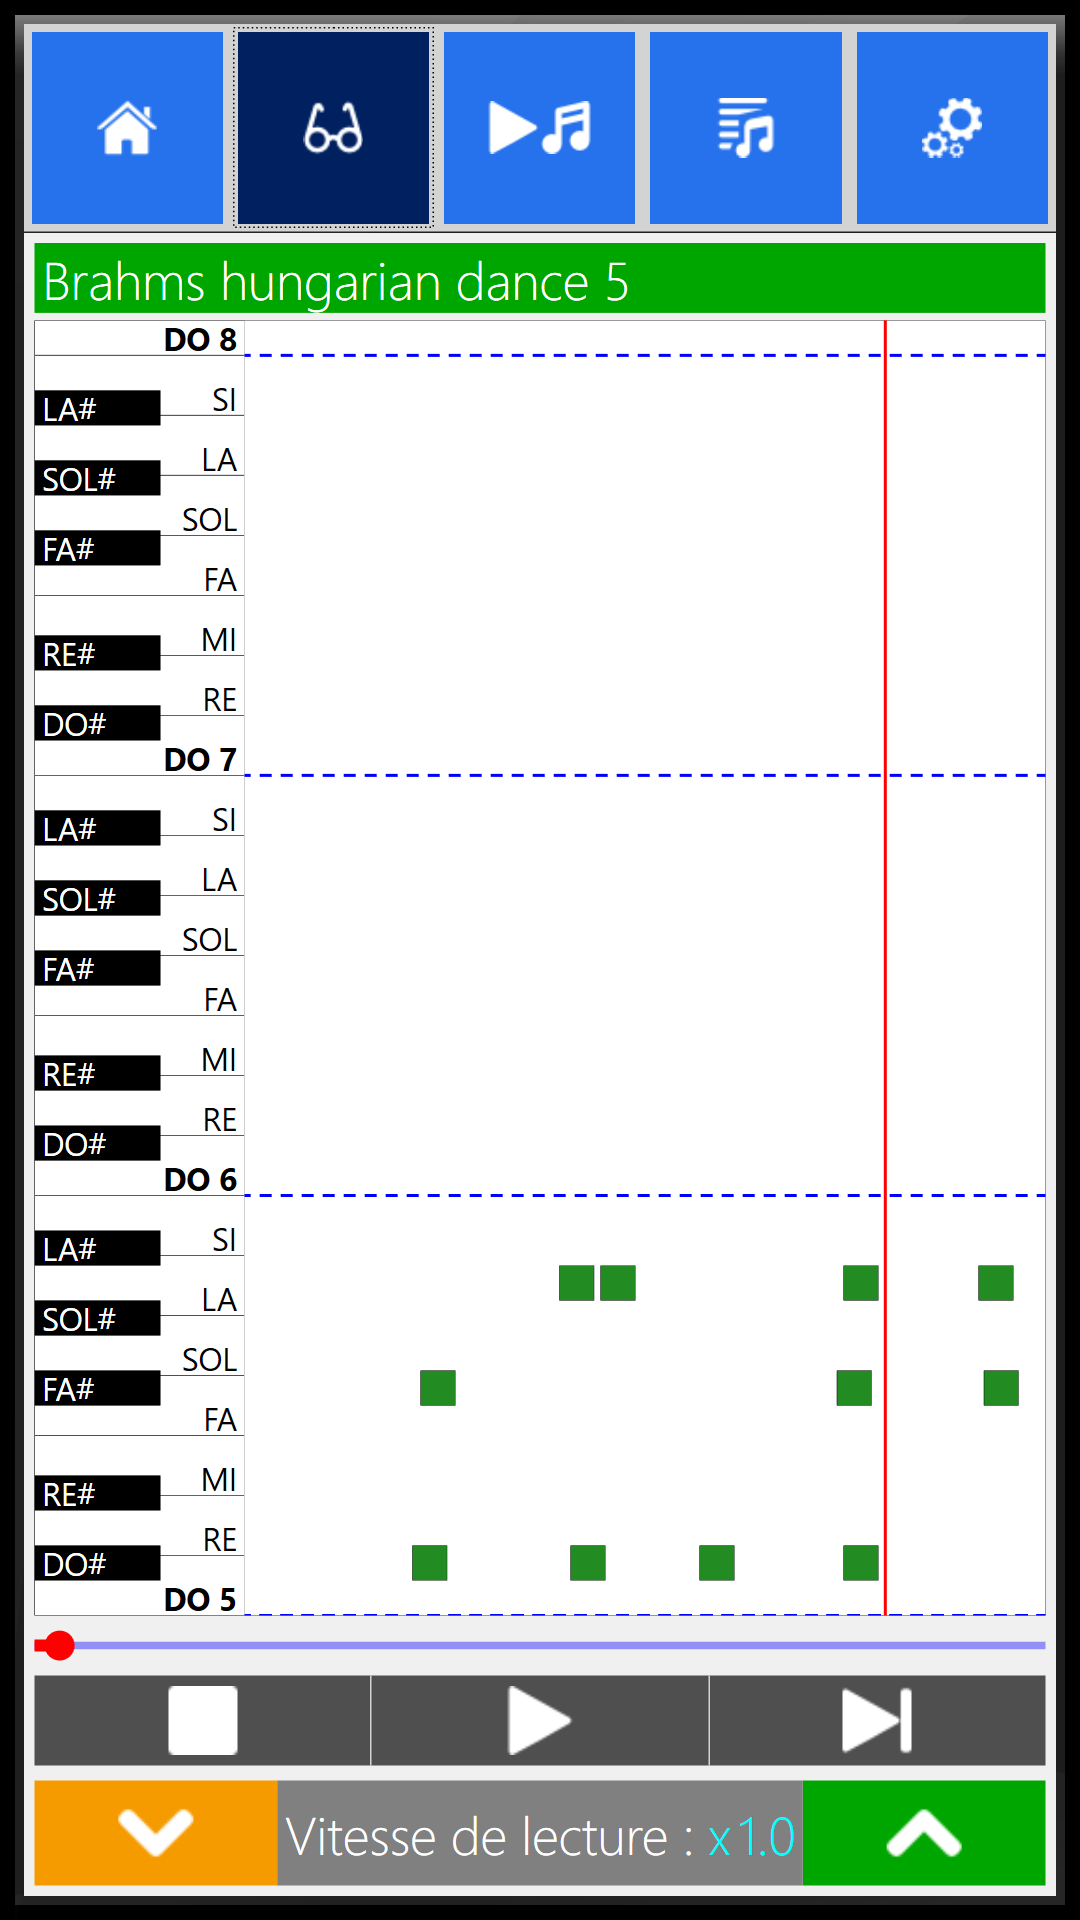 Brahms hungarian dance 5
DO 8
SI
LA#
LA
SOL#
SOL
FA#
FA
MI
RE#
RE
DO#
DO 7
SI
LA#
LA
SOL#
SOL
FA#
FA
MI
RE#
RE
DO#
DO 6
SI
LA#
LA
SOL#
SOL
FA#
FA
MI
RE#
RE
DO#
DO 5
Vitesse de lecture : x1.0